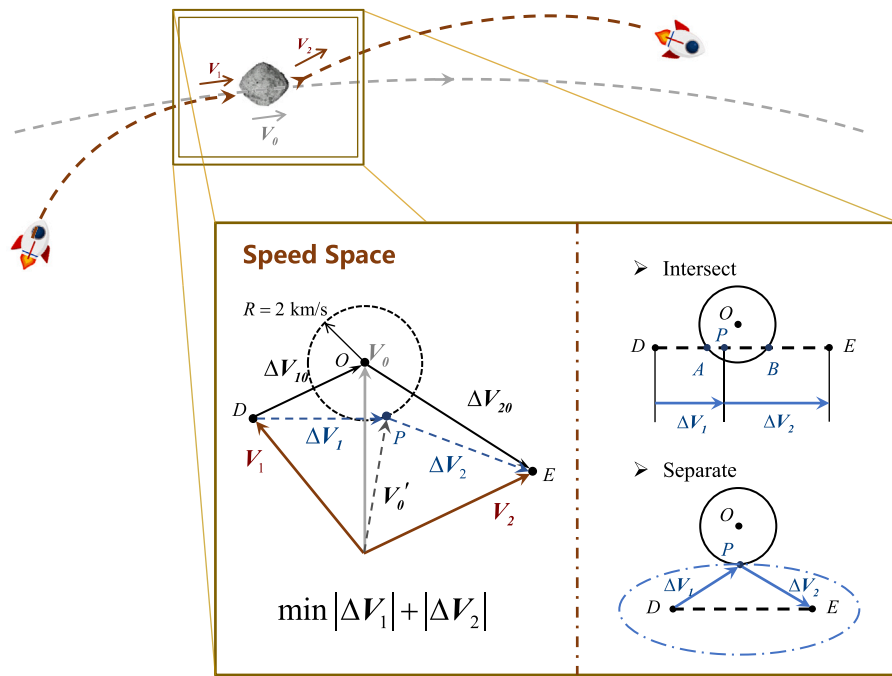 V₁
V₂
V₀
Speed Space
R = 2 km/s
O
V₀
ΔV₁₀
ΔV₂₀
D
ΔV₁
P
ΔV₂
E
V₁
V₀′
V₂
min |ΔV₁| + |ΔV₂|
➢ Intersect
O
D
P
E
A
B
ΔV₁
ΔV₂
➢ Separate
O
P
ΔV₁
ΔV₂
D
E